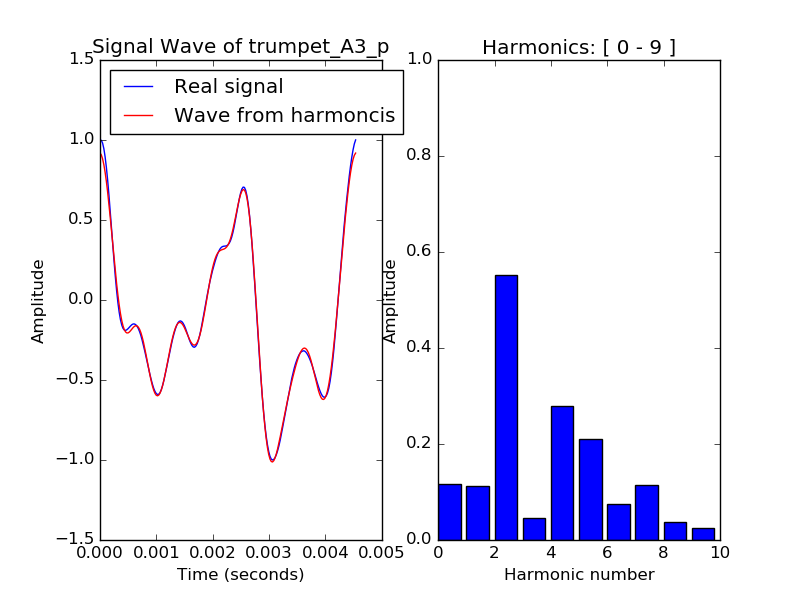 Signal Wave of trumpet_A3_p
Real signal
Wave from harmoncis
1.5
1.0
0.5
0.0
−0.5
−1.0
−1.5
Amplitude
0.000 0.001 0.002 0.003 0.004 0.005
Time (seconds)
Harmonics: [ 0 - 9 ]
1.0
0.8
0.6
0.4
0.2
0.0
Amplitude
0 2 4 6 8 10
Harmonic number